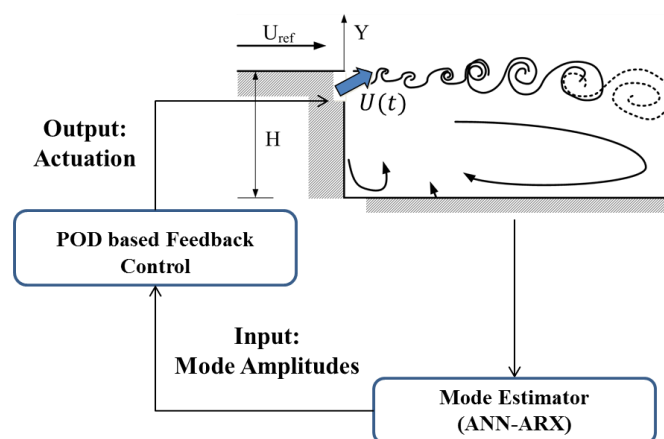 U_ref
Y
U(t)
Output:
Actuation
H
POD based Feedback
Control
Input:
Mode Amplitudes
Mode Estimator
(ANN-ARX)